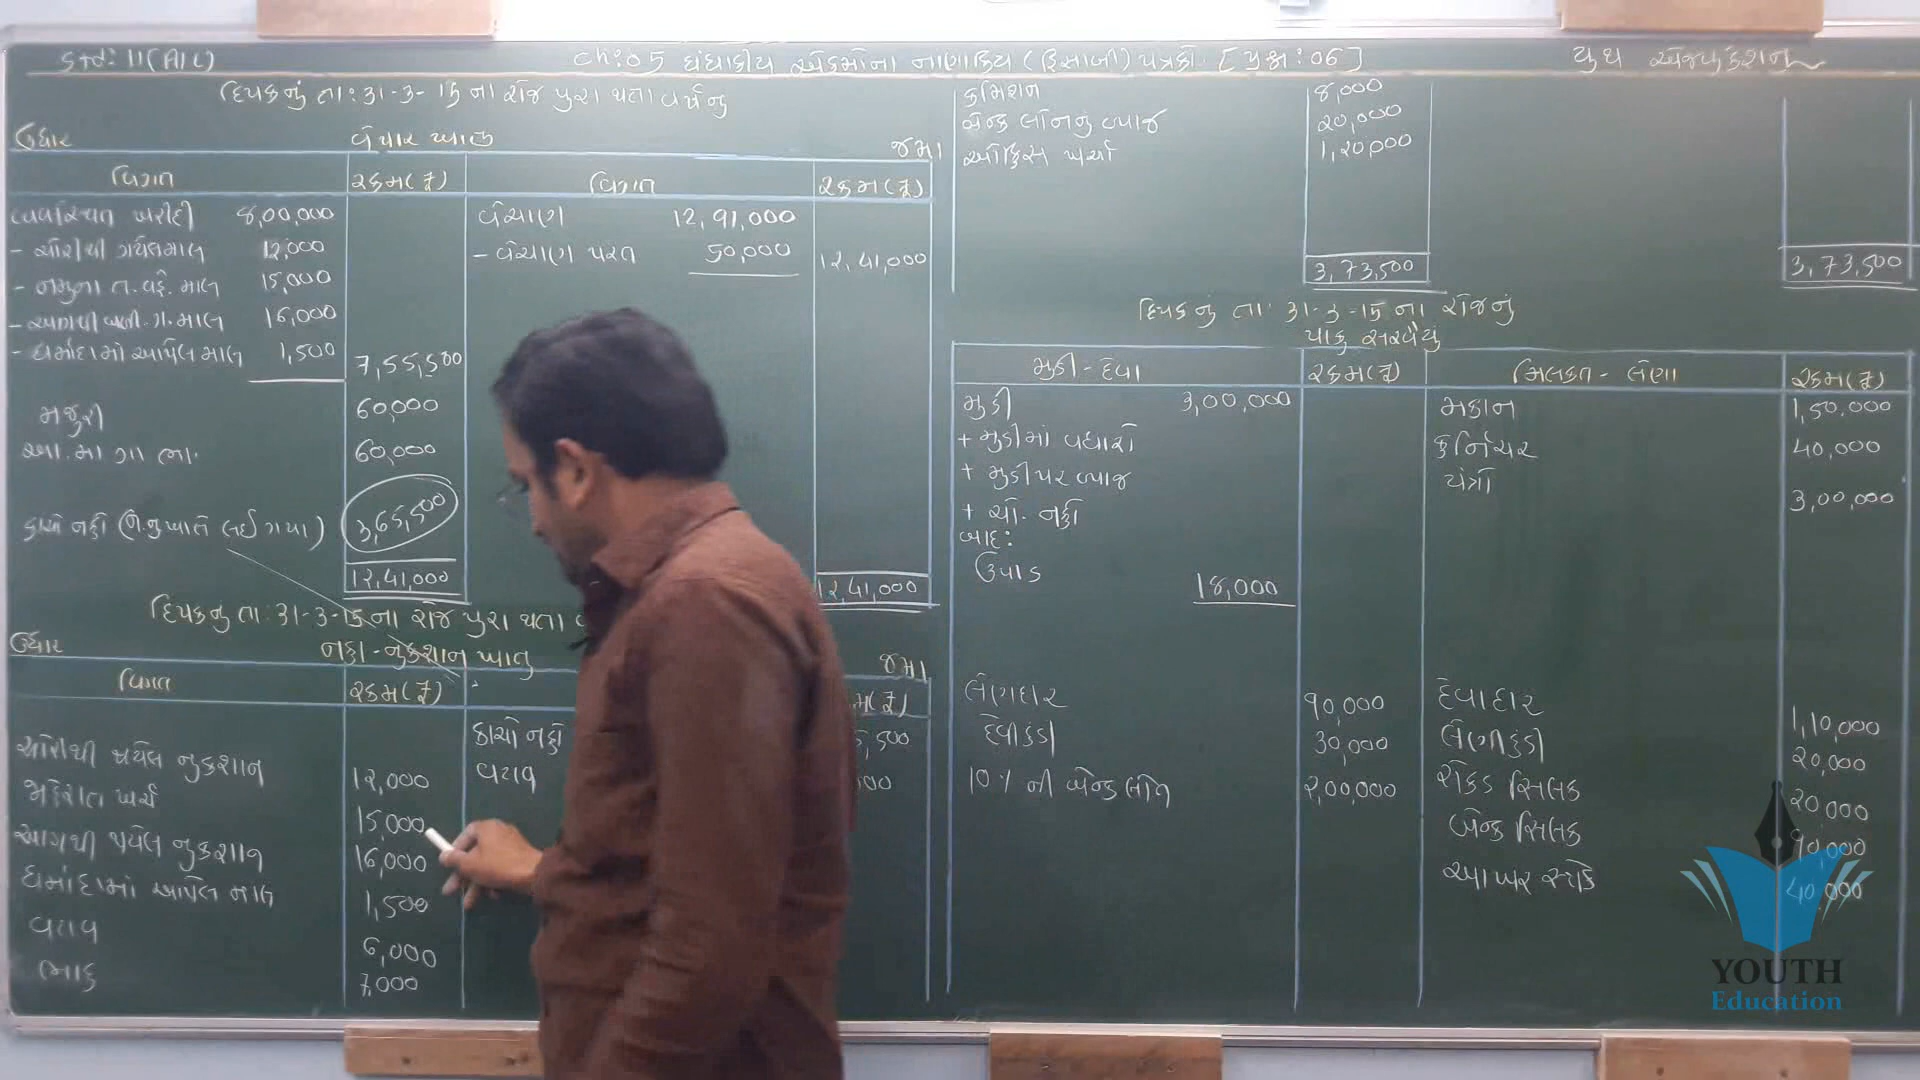 Std: 11 (A/c)
ch: 05 ધંધાકીય એકમોના નાણાકીય (હિસાબી) પત્રકો [પ્રશ્ન : 06]
યુથ એજ્યુકેશન
દિપકનું તા: 31-3-15 ના રોજ પુરા થતા વર્ષનું
ઉધાર વેપાર ખાતુ જમા
વિગત રકમ(રૂ) વિગત રકમ(રૂ)
ખરીદી 8,00,000 વેચાણ 12,91,000
- ચોરીથી ગયેલમાલ 12,000 - વેચાણ પરત 50,000 12,41,000
- નમુના ત. વહે. માલ 15,000
- આગથી બળી. ગ. માલ 16,000
- ધર્માદામાં આપેલ માલ 1,500 7,55,500
મજુરી 60,000
આ. મા ગા ભા. 60,000
કાચો નફો (ન. નુ ખાતે લઈ ગયા) 3,65,500
12,41,000 12,41,000
દિપકનુ તા: 31-3-15 ના રોજ પુરા થતા
ઉધાર નફા - નુકશાન ખાતુ જમા
વિગત રકમ(રૂ)
ચોરીથી થયેલ નુકશાન 12,000 કાચો નફો
જાહેરાત ખર્ચ 15,000 વટાવ
આગથી થયેલ નુકશાન 16,000
ધર્માદામાં આપેલ માલ 1,500
વટાવ 6,000
ભાડુ 7,000
કમિશન 8,000
બેન્ક લોનનુ વ્યાજ 20,000
ઓફિસ ખર્ચા 1,20,000
3,73,500 3,73,500
દિપકનું તા: 31-3-15 ના રોજનું
પાકુ સરવૈયું
મુડી - દેવા રકમ(રૂ) મિલકત - લેણા રકમ(રૂ)
મુડી 3,00,000 મકાન 1,50,000
+ મુડીમાં વધારો ફર્નિચર 40,000
+ મુડીપર વ્યાજ યંત્રો 3,00,000
+ ચો. નફો
બાદ:
ઉપાડ 18,000
લેણદાર 90,000 દેવાદાર 1,10,000
દેવીહુંડી 30,000 લેણીહુંડી 20,000
10% ની બેન્ક લોન 2,00,000 રોકડ સિલક 20,000
બેન્ક સિલક 90,000
આખર સ્ટોક 40,000
YOUTH
Education